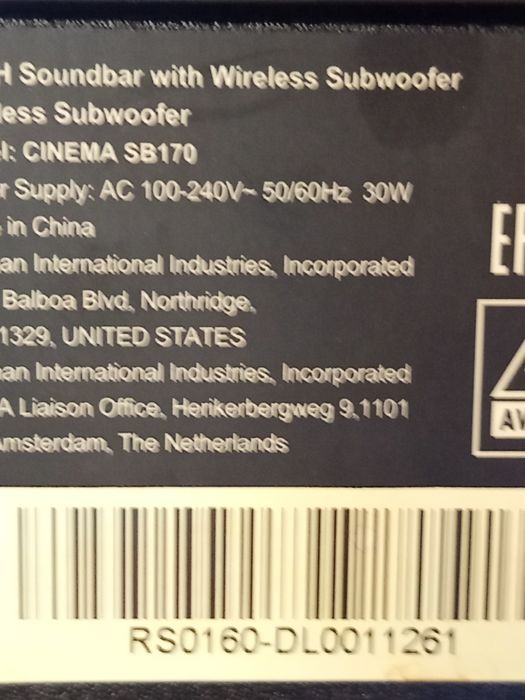 H Soundbar with Wireless Subwoofer
less Subwoofer
l: CINEMA SB170
r Supply: AC 100-240V~ 50/60Hz 30W
in China
an International Industries, Incorporated
Balboa Blvd, Northridge,
1329, UNITED STATES
an International Industries, Incorporated
A Liaison Office, Herikerbergweg 9,1101
Amsterdam, The Netherlands
RS0160-DL0011261